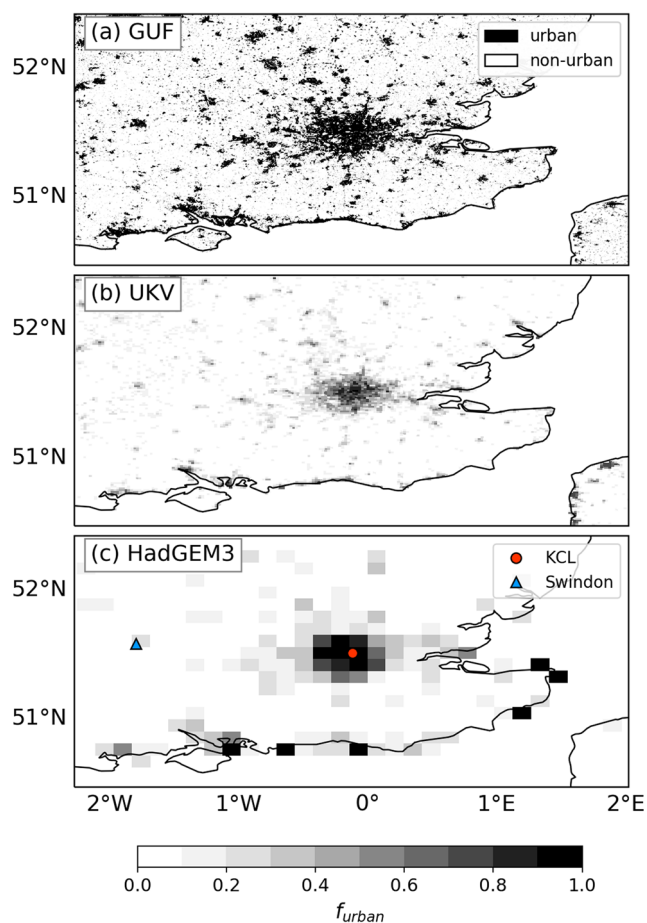 (a) GUF
urban
non-urban
52°N
51°N
(b) UKV
52°N
51°N
(c) HadGEM3
KCL
Swindon
52°N
51°N
2°W 1°W 0° 1°E 2°E
0.0 0.2 0.4 0.6 0.8 1.0
f_urban